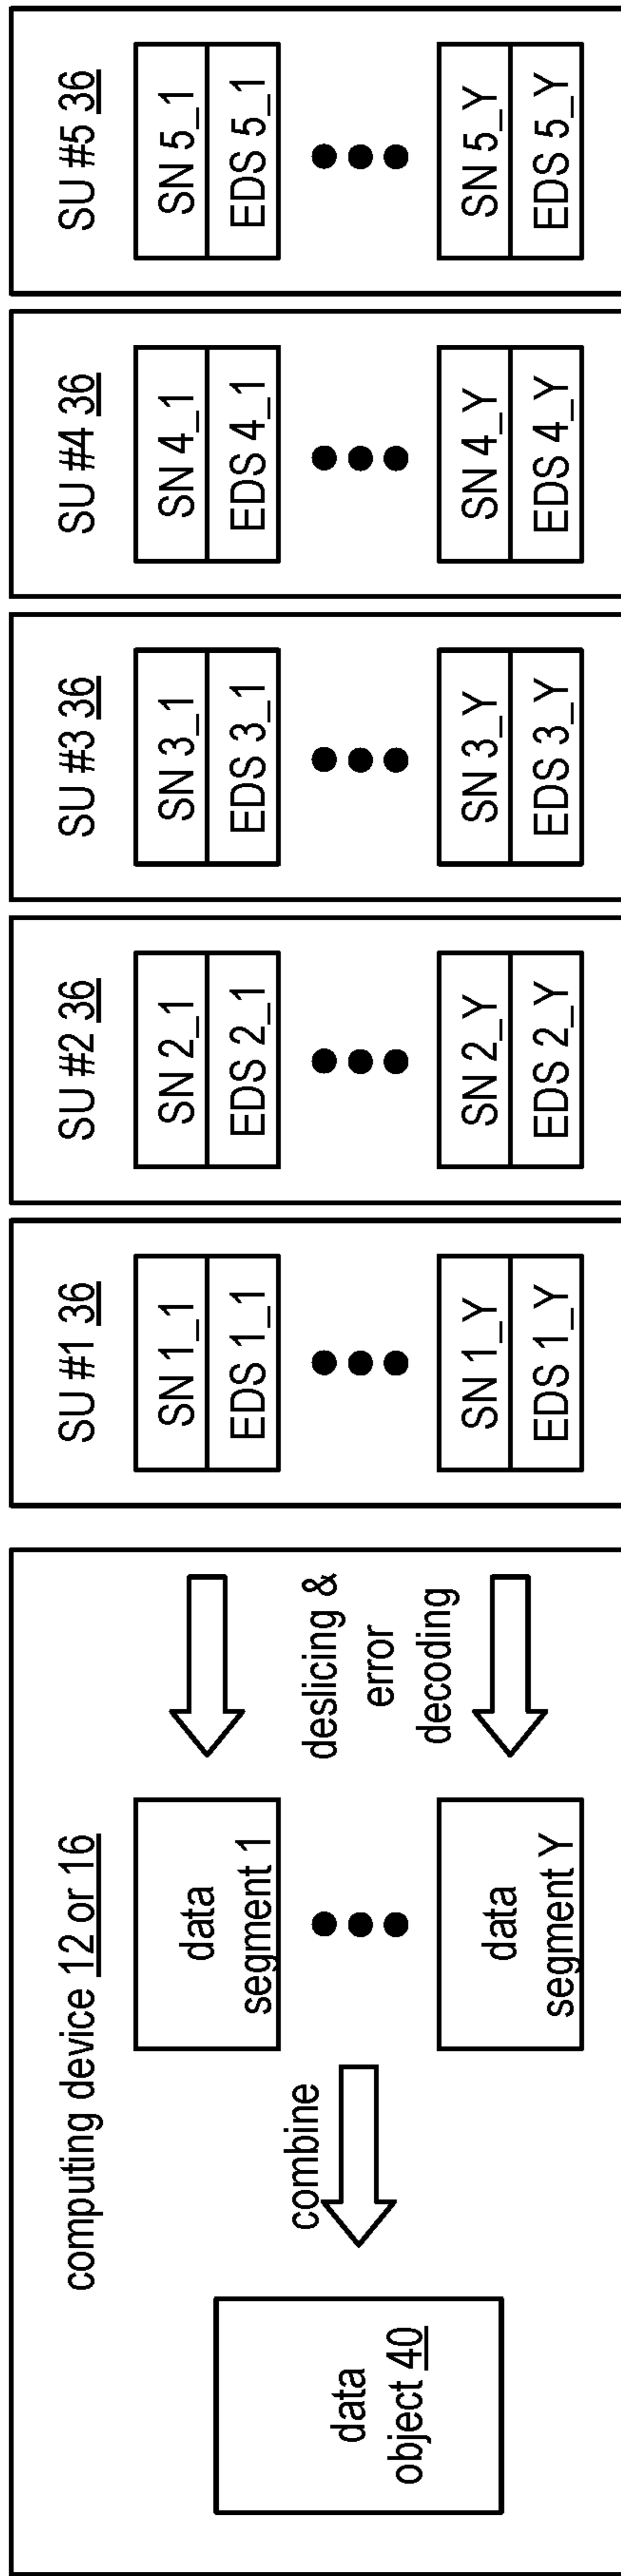 computing device 12 or 16
data
object 40
combine
data
segment 1
data
segment Y
deslicing &
error
decoding
SU #1 36
SN 1_1
EDS 1_1
SN 1_Y
EDS 1_Y
SU #2 36
SN 2_1
EDS 2_1
SN 2_Y
EDS 2_Y
SU #3 36
SN 3_1
EDS 3_1
SN 3_Y
EDS 3_Y
SU #4 36
SN 4_1
EDS 4_1
SN 4_Y
EDS 4_Y
SU #5 36
SN 5_1
EDS 5_1
SN 5_Y
EDS 5_Y